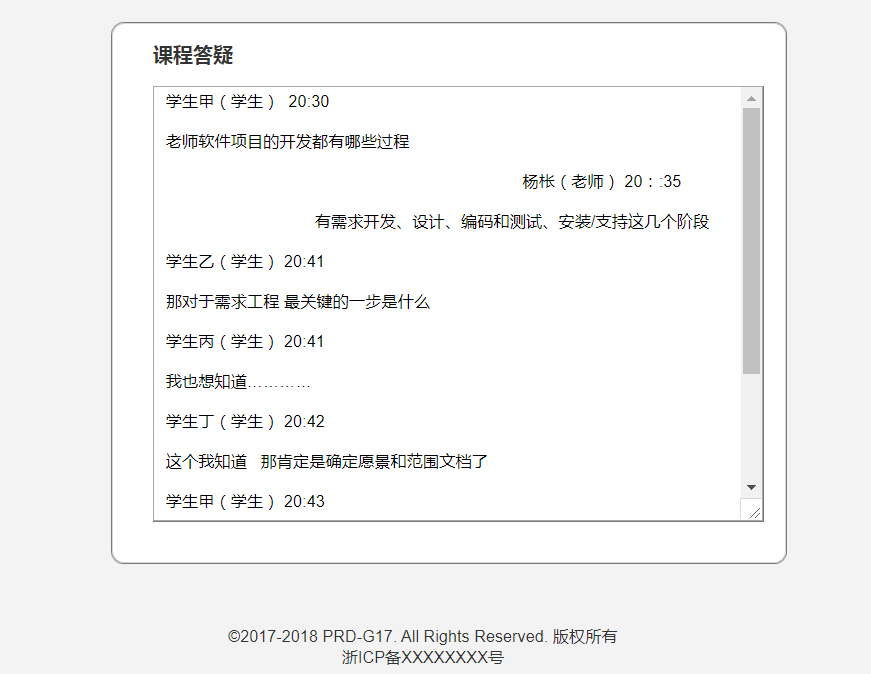 课程答疑
学生甲（学生） 20:30
老师软件项目的开发都有哪些过程
杨枨（老师） 20：:35
有需求开发、设计、编码和测试、安装/支持这几个阶段
学生乙（学生） 20:41
那对于需求工程 最关键的一步是什么
学生丙（学生） 20:41
我也想知道…………
学生丁（学生） 20:42
这个我知道 那肯定是确定愿景和范围文档了
学生甲（学生） 20:43
©2017-2018 PRD-G17. All Rights Reserved. 版权所有
浙ICP备XXXXXXXX号